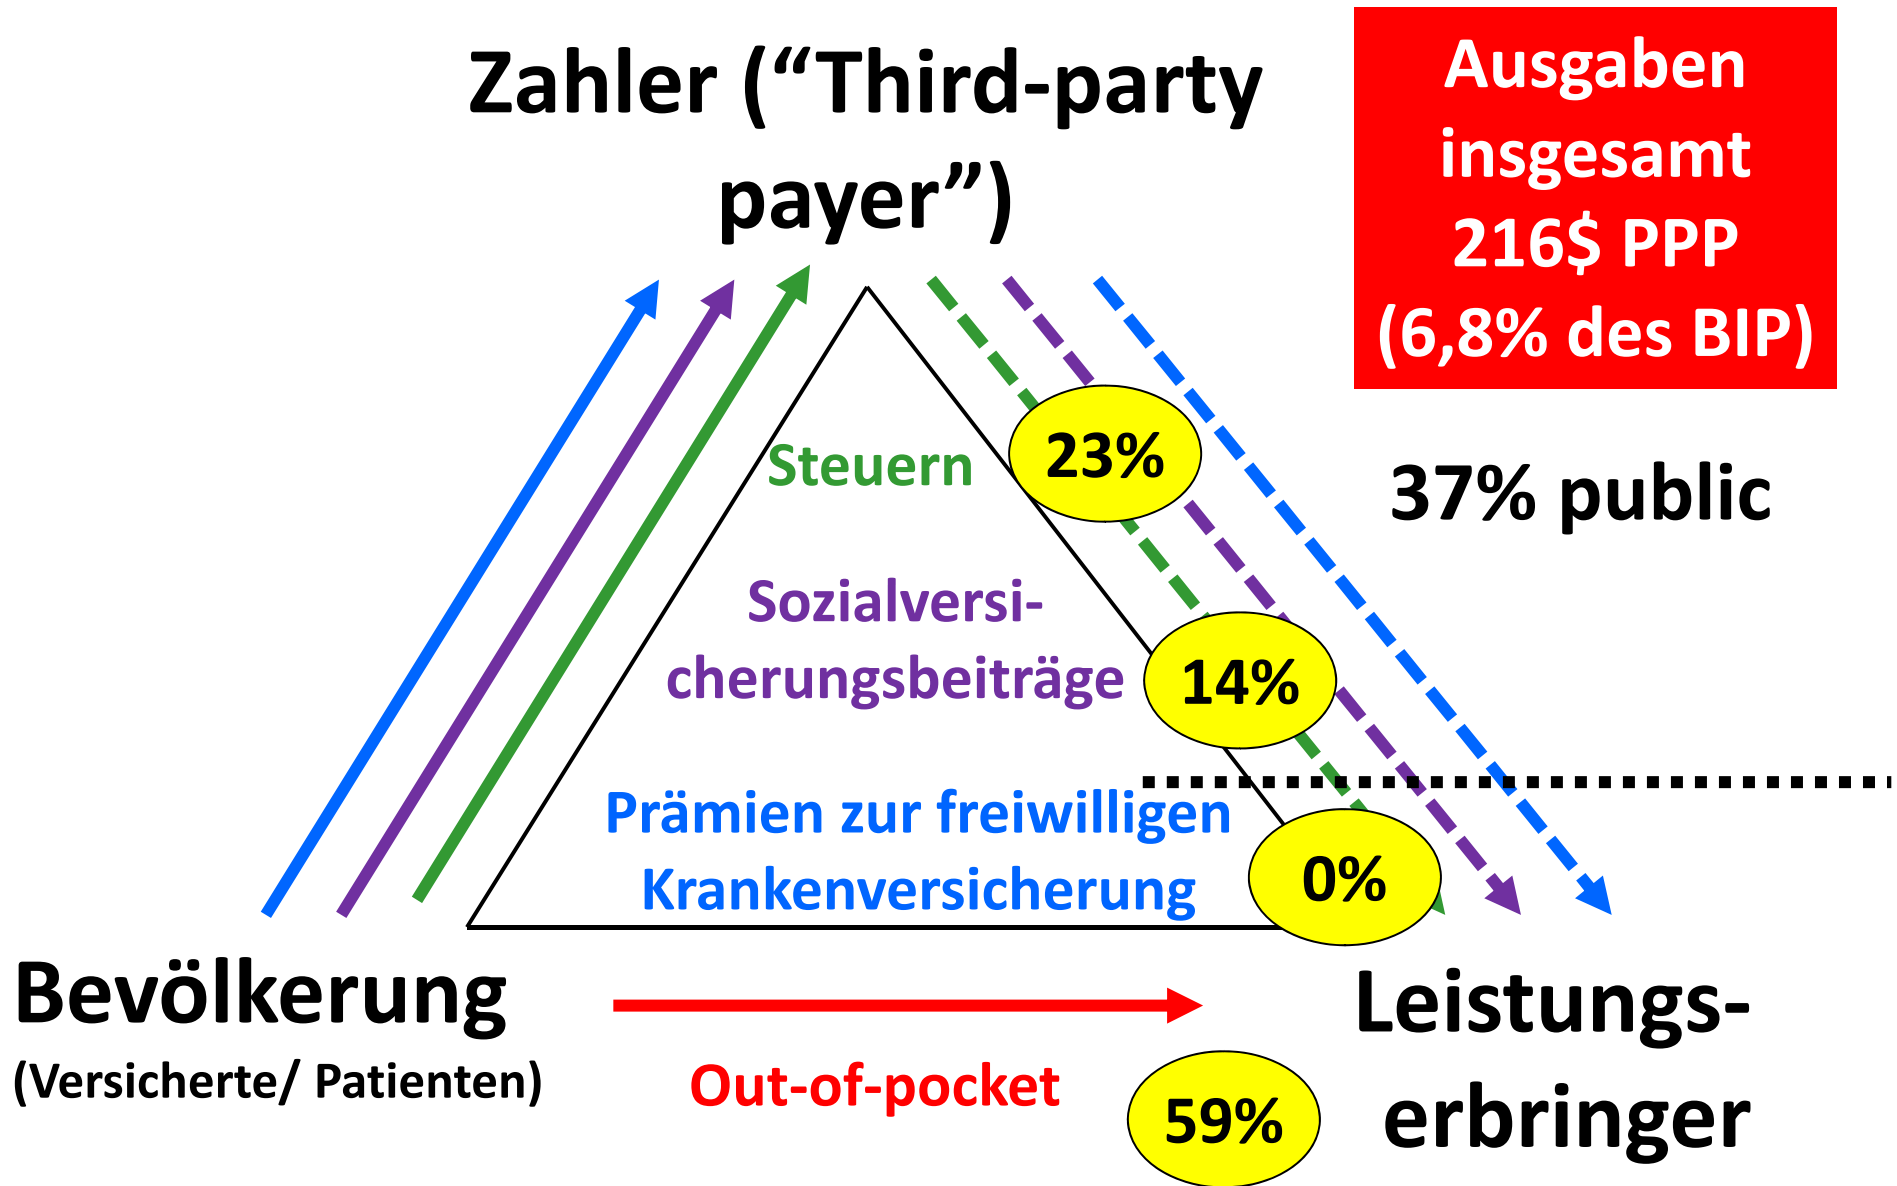 Zahler (“Third-party
payer”)
Ausgaben
insgesamt
216$ PPP
(6,8% des BIP)
23%
Steuern
37% public
Sozialversi-
cherungsbeiträge
14%
Prämien zur freiwilligen
Krankenversicherung
0%
Bevölkerung
(Versicherte/ Patienten)
Out-of-pocket
59%
Leistungs-
erbringer